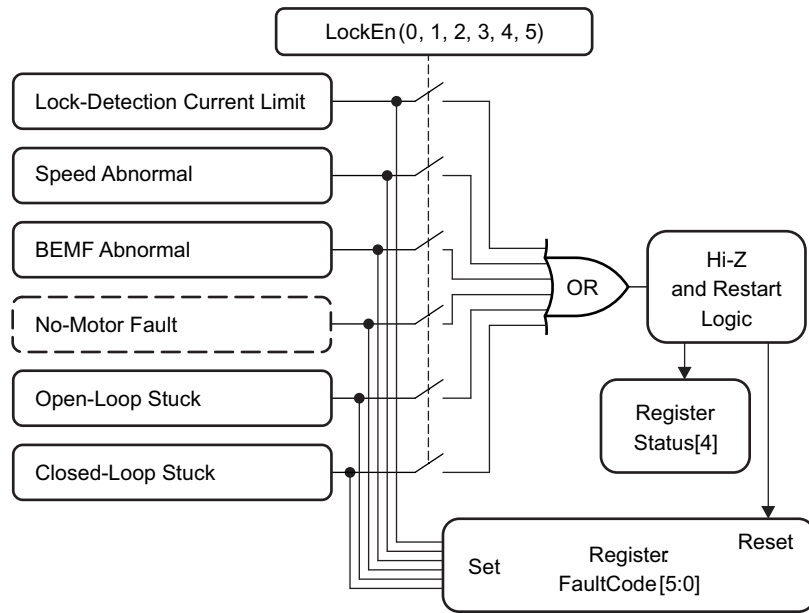 LockEn(0, 1, 2, 3, 4, 5)
Lock-Detection Current Limit
Speed Abnormal
BEMF Abnormal
No-Motor Fault
Open-Loop Stuck
Closed-Loop Stuck
OR
Hi-Z
and Restart
Logic
Register
Status[4]
Reset
Set
Register
FaultCode[5:0]